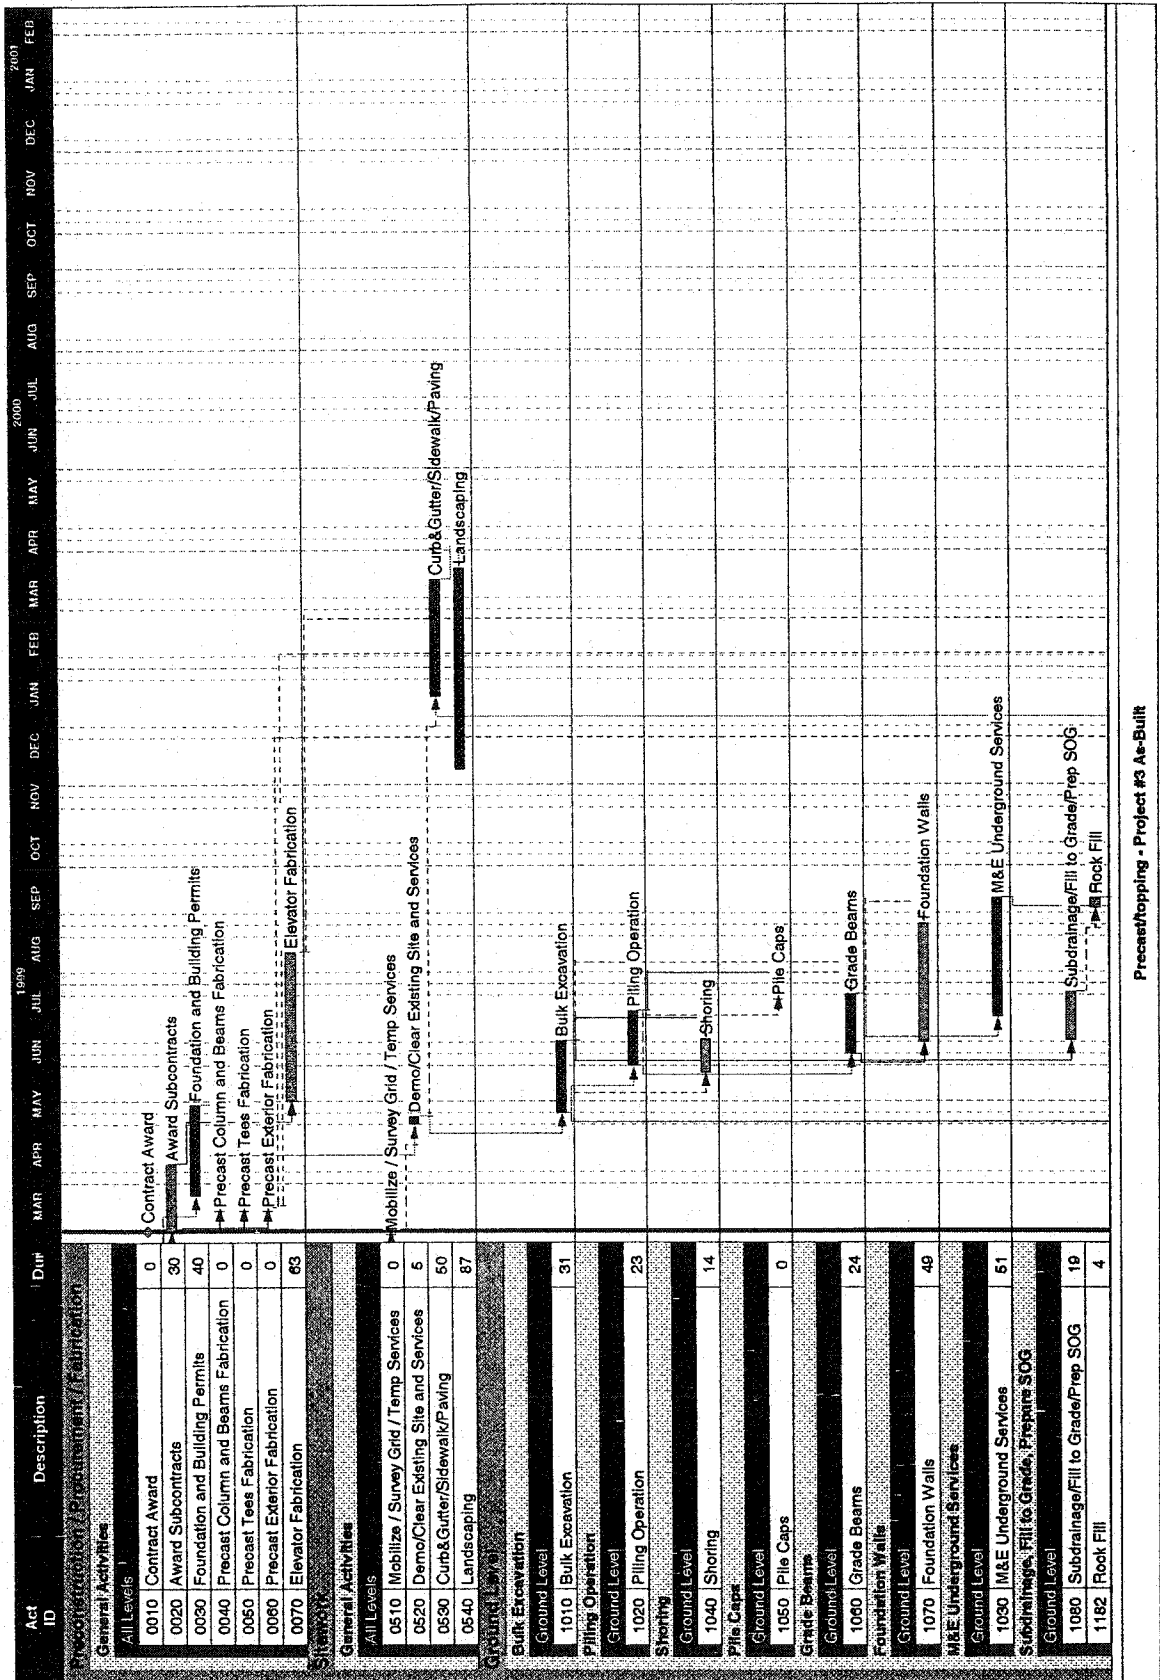 Act ID Description Dur
1999 2000 2001
MAR APR MAY JUN JUL AUG SEP OCT NOV DEC JAN FEB MAR APR MAY JUN JUL AUG SEP OCT NOV DEC JAN FEB
Preconstruction / Procurement / Fabrication
General Activities
All Levels
0010 Contract Award 0 Contract Award
0020 Award Subcontracts 30 Award Subcontracts
0030 Foundation and Building Permits 40 Foundation and Building Permits
0040 Precast Column and Beams Fabrication 0 Precast Column and Beams Fabrication
0050 Precast Tees Fabrication 0 Precast Tees Fabrication
0060 Precast Exterior Fabrication 0 Precast Exterior Fabrication
0070 Elevator Fabrication 63 Elevator Fabrication
Sitework
General Activities
All Levels
0510 Mobilize / Survey Grid / Temp Services 0 Mobilize / Survey Grid / Temp Services
0520 Demo/Clear Existing Site and Services 5 Demo/Clear Existing Site and Services
0530 Curb&Gutter/Sidewalk/Paving 50 Curb&Gutter/Sidewalk/Paving
0540 Landscaping 87 Landscaping
Ground Level
Bulk Excavation
Ground Level
1010 Bulk Excavation 31 Bulk Excavation
Piling Operation
Ground Level
1020 Piling Operation 23 Piling Operation
Shoring
Ground Level
1040 Shoring 14 Shoring
Pile Caps
Ground Level
1050 Pile Caps 0 Pile Caps
Grade Beams
Ground Level
1060 Grade Beams 24 Grade Beams
Foundation Walls
Ground Level
1070 Foundation Walls 49 Foundation Walls
M&E Underground Services
Ground Level
1030 M&E Underground Services 51 M&E Underground Services
Subdrainage, Fill to Grade, Prepare SOG
Ground Level
1080 Subdrainage/Fill to Grade/Prep SOG 19 Subdrainage/Fill to Grade/Prep SOG
1182 Rock Fill 4 Rock Fill
Precast/topping - Project #3 As-Built